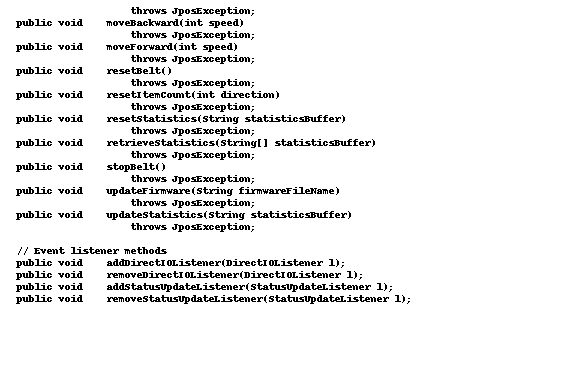 throws JposException;
public void    moveBackward(int speed)
throws JposException;
public void    moveForward(int speed)
throws JposException;
public void    resetBelt()
throws JposException;
public void    resetItemCount(int direction)
throws JposException;
public void    resetStatistics(String statisticsBuffer)
throws JposException;
public void    retrieveStatistics(String[] statisticsBuffer)
throws JposException;
public void    stopBelt()
throws JposException;
public void    updateFirmware(String firmwareFileName)
throws JposException;
public void    updateStatistics(String statisticsBuffer)
throws JposException;
// Event listener methods
public void    addDirectIOListener(DirectIOListener l);
public void    removeDirectIOListener(DirectIOListener l);
public void    addStatusUpdateListener(StatusUpdateListener l);
public void    removeStatusUpdateListener(StatusUpdateListener l);